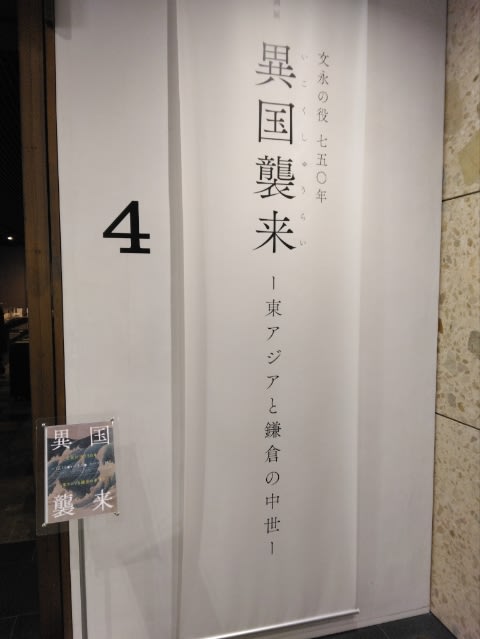 文永の役 七五〇年
いこくしゅうらい
異国襲来
ー東アジアと鎌倉の中世ー
4
異国
襲来